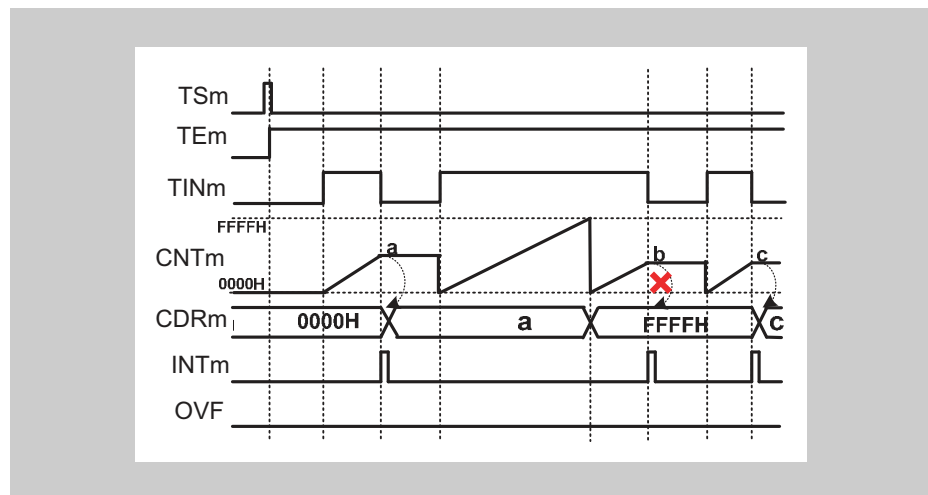 TSm
TEm
TINm
FFFFH
CNTm
a
b
c
0000H
CDRm
0000H
a
FFFFH
c
INTm
OVF